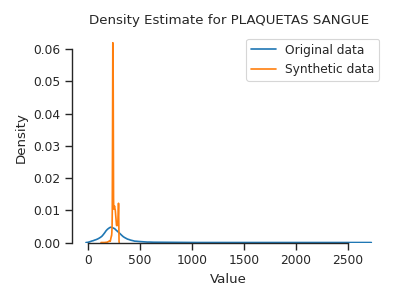 Density Estimate for PLAQUETAS SANGUE
Original data
Synthetic data
0.06
0.05
0.04
0.03
0.02
0.01
0.00
Density
0 500 1000 1500 2000 2500
Value